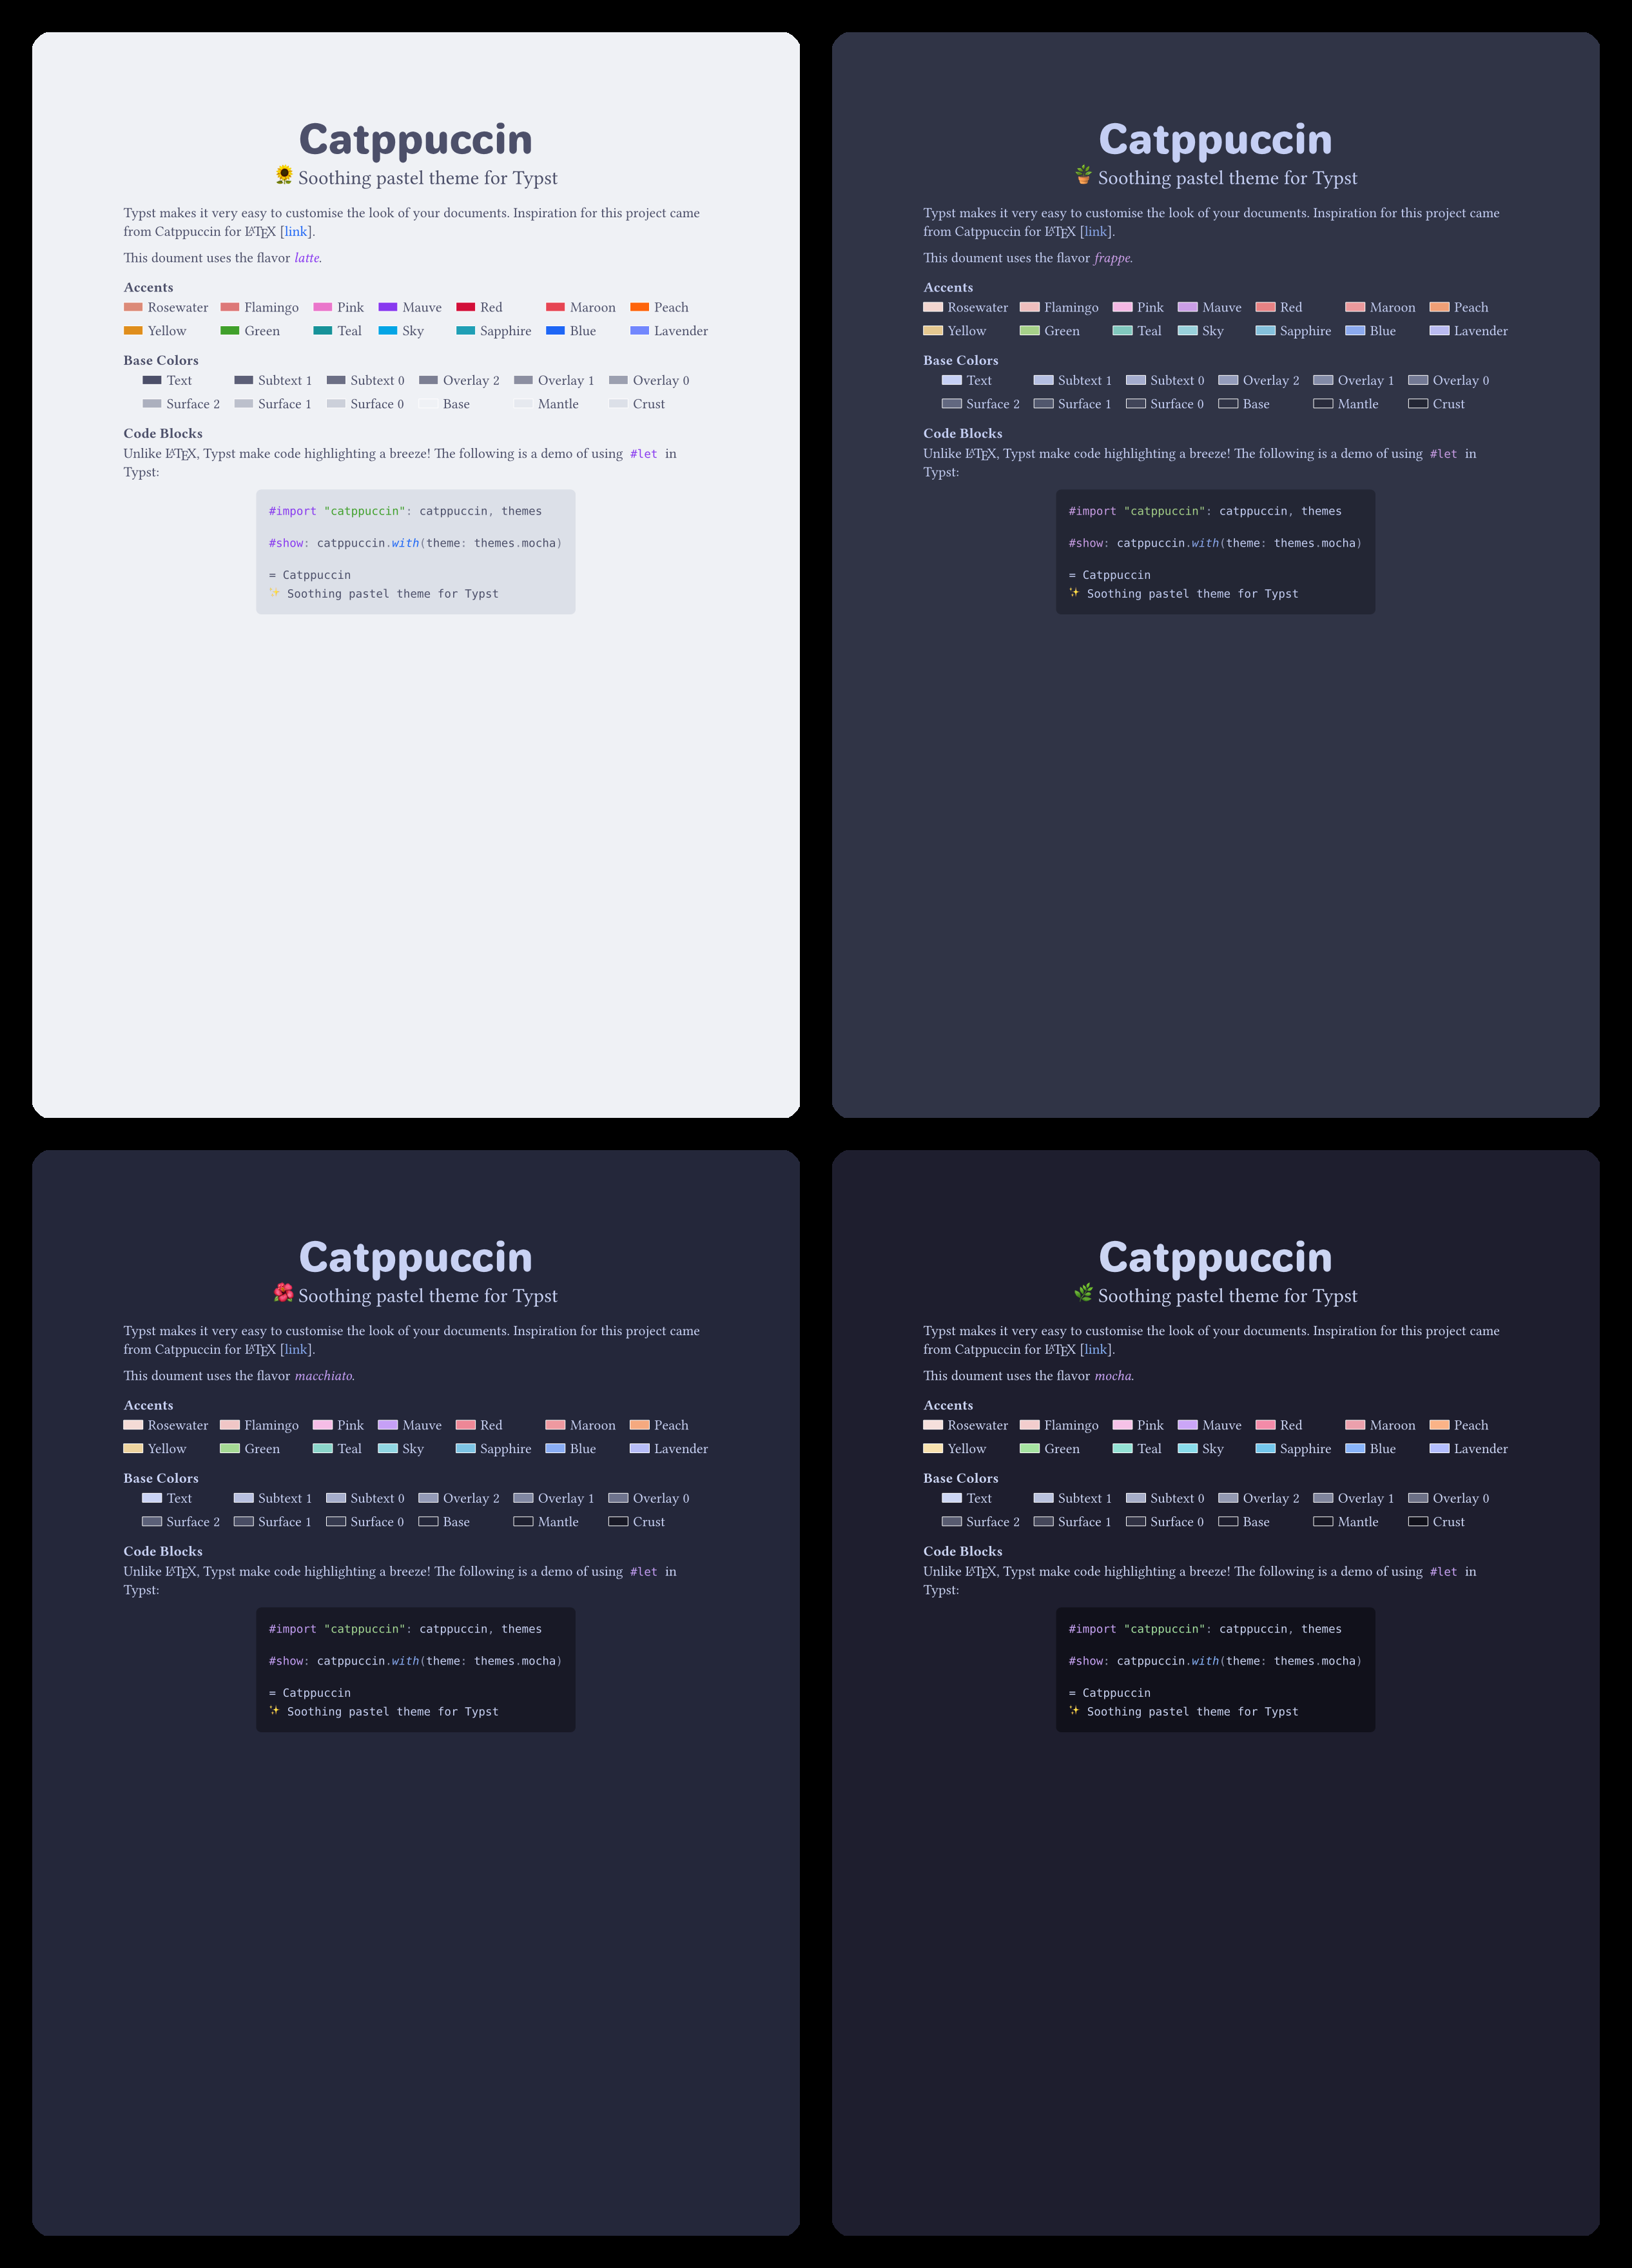 Catppuccin
🌻 Soothing pastel theme for Typst
Typst makes it very easy to customise the look of your documents. Inspiration for this project came
from Catppuccin for LATEX [link].
This doument uses the flavor latte.
Accents
Rosewater Flamingo Pink Mauve Red Maroon Peach
Yellow Green Teal Sky Sapphire Blue Lavender
Base Colors
Text Subtext 1 Subtext 0 Overlay 2 Overlay 1 Overlay 0
Surface 2 Surface 1 Surface 0 Base Mantle Crust
Code Blocks
Unlike LATEX, Typst make code highlighting a breeze! The following is a demo of using #let in
Typst:
#import "catppuccin": catppuccin, themes
#show: catppuccin.with(theme: themes.mocha)
= Catppuccin
✨ Soothing pastel theme for Typst
Catppuccin
🪴 Soothing pastel theme for Typst
Typst makes it very easy to customise the look of your documents. Inspiration for this project came
from Catppuccin for LATEX [link].
This doument uses the flavor frappe.
Accents
Rosewater Flamingo Pink Mauve Red Maroon Peach
Yellow Green Teal Sky Sapphire Blue Lavender
Base Colors
Text Subtext 1 Subtext 0 Overlay 2 Overlay 1 Overlay 0
Surface 2 Surface 1 Surface 0 Base Mantle Crust
Code Blocks
Unlike LATEX, Typst make code highlighting a breeze! The following is a demo of using #let in
Typst:
#import "catppuccin": catppuccin, themes
#show: catppuccin.with(theme: themes.mocha)
= Catppuccin
✨ Soothing pastel theme for Typst
Catppuccin
🌺 Soothing pastel theme for Typst
Typst makes it very easy to customise the look of your documents. Inspiration for this project came
from Catppuccin for LATEX [link].
This doument uses the flavor macchiato.
Accents
Rosewater Flamingo Pink Mauve Red Maroon Peach
Yellow Green Teal Sky Sapphire Blue Lavender
Base Colors
Text Subtext 1 Subtext 0 Overlay 2 Overlay 1 Overlay 0
Surface 2 Surface 1 Surface 0 Base Mantle Crust
Code Blocks
Unlike LATEX, Typst make code highlighting a breeze! The following is a demo of using #let in
Typst:
#import "catppuccin": catppuccin, themes
#show: catppuccin.with(theme: themes.mocha)
= Catppuccin
✨ Soothing pastel theme for Typst
Catppuccin
🌿 Soothing pastel theme for Typst
Typst makes it very easy to customise the look of your documents. Inspiration for this project came
from Catppuccin for LATEX [link].
This doument uses the flavor mocha.
Accents
Rosewater Flamingo Pink Mauve Red Maroon Peach
Yellow Green Teal Sky Sapphire Blue Lavender
Base Colors
Text Subtext 1 Subtext 0 Overlay 2 Overlay 1 Overlay 0
Surface 2 Surface 1 Surface 0 Base Mantle Crust
Code Blocks
Unlike LATEX, Typst make code highlighting a breeze! The following is a demo of using #let in
Typst:
#import "catppuccin": catppuccin, themes
#show: catppuccin.with(theme: themes.mocha)
= Catppuccin
✨ Soothing pastel theme for Typst